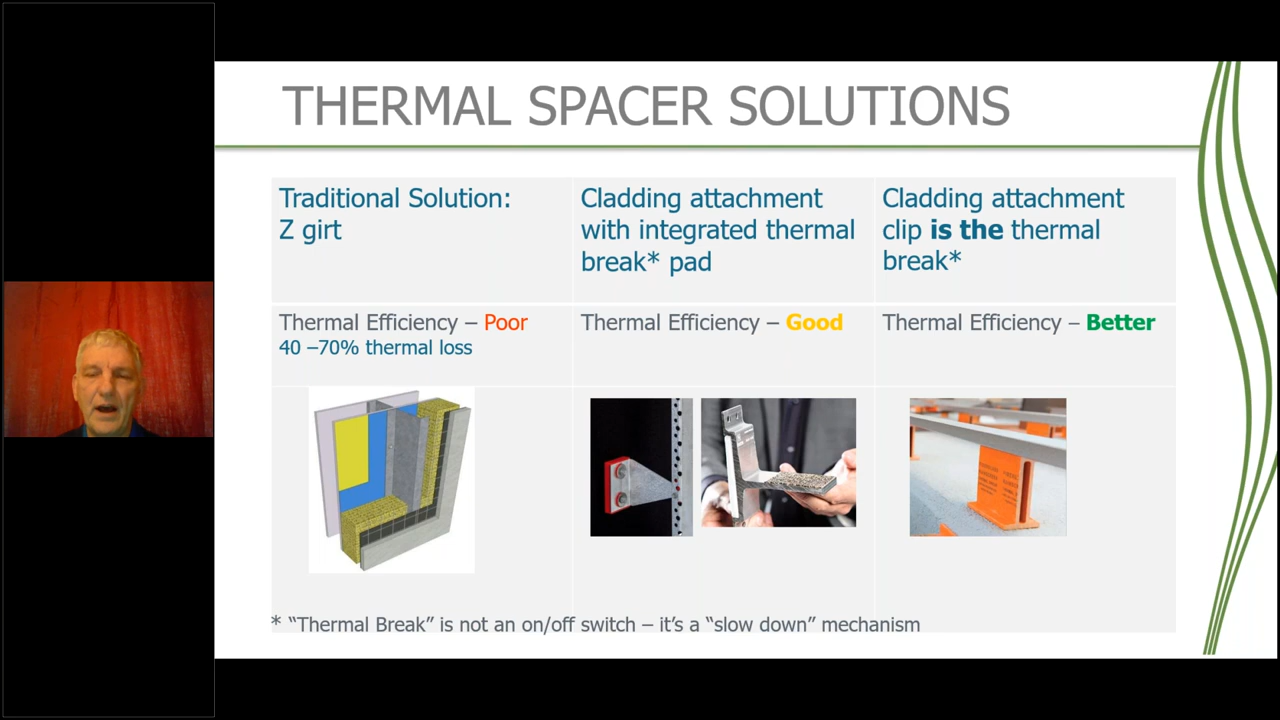 THERMAL SPACER SOLUTIONS
Traditional Solution:
Z girt
Cladding attachment
with integrated thermal
break* pad
Cladding attachment
clip is the thermal
break*
Thermal Efficiency – Poor
40 –70% thermal loss
Thermal Efficiency – Good
Thermal Efficiency – Better
* “Thermal Break” is not an on/off switch – it’s a “slow down” mechanism